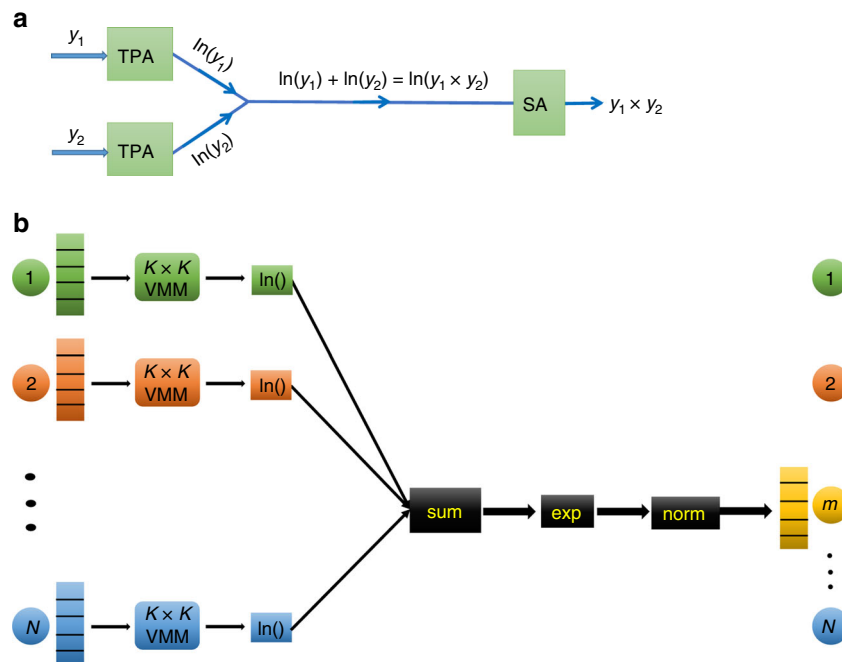 a
y₁
TPA
ln(y₁)
ln(y₁) + ln(y₂) = ln(y₁ × y₂)
SA
y₁ × y₂
y₂
TPA
ln(y₂)
b
1
K × K
VMM
ln()
1
2
K × K
VMM
ln()
2
sum
exp
norm
m
N
K × K
VMM
ln()
N